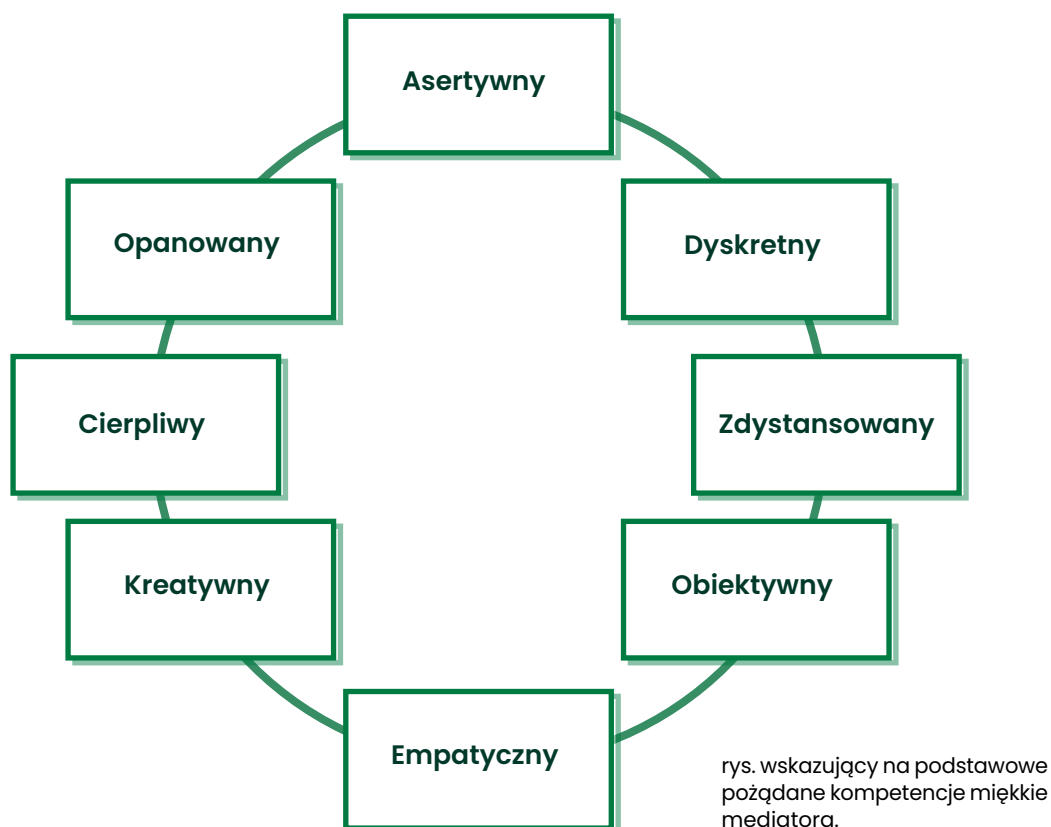 Asertywny
Opanowany
Dyskretny
Cierpliwy
Zdystansowany
Kreatywny
Obiektywny
Empatyczny
rys. wskazujący na podstawowe
pożądane kompetencje miękkie
mediatora.